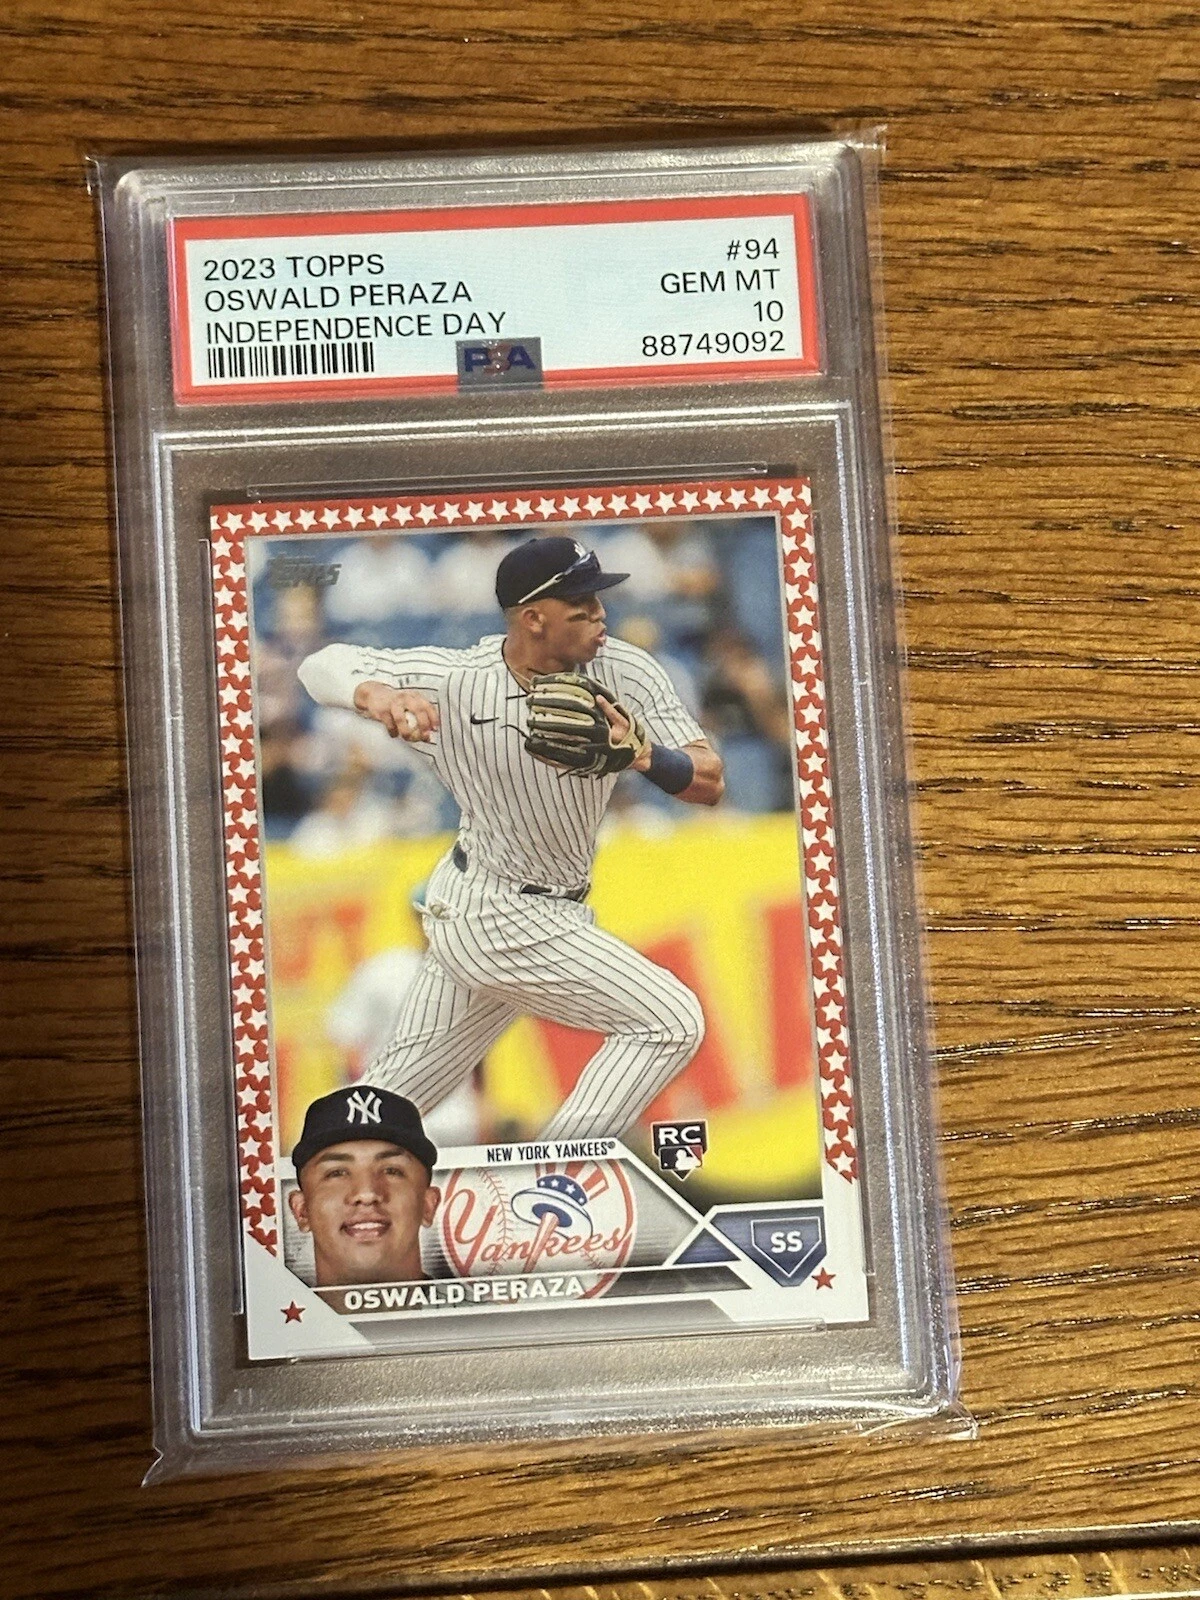 2023 TOPPS
OSWALD PERAZA
INDEPENDENCE DAY
#94
GEM MT
10
88749092
PSA
TOPPS
NY
NEW YORK YANKEES®
RC
Yankees
SS
OSWALD PERAZA